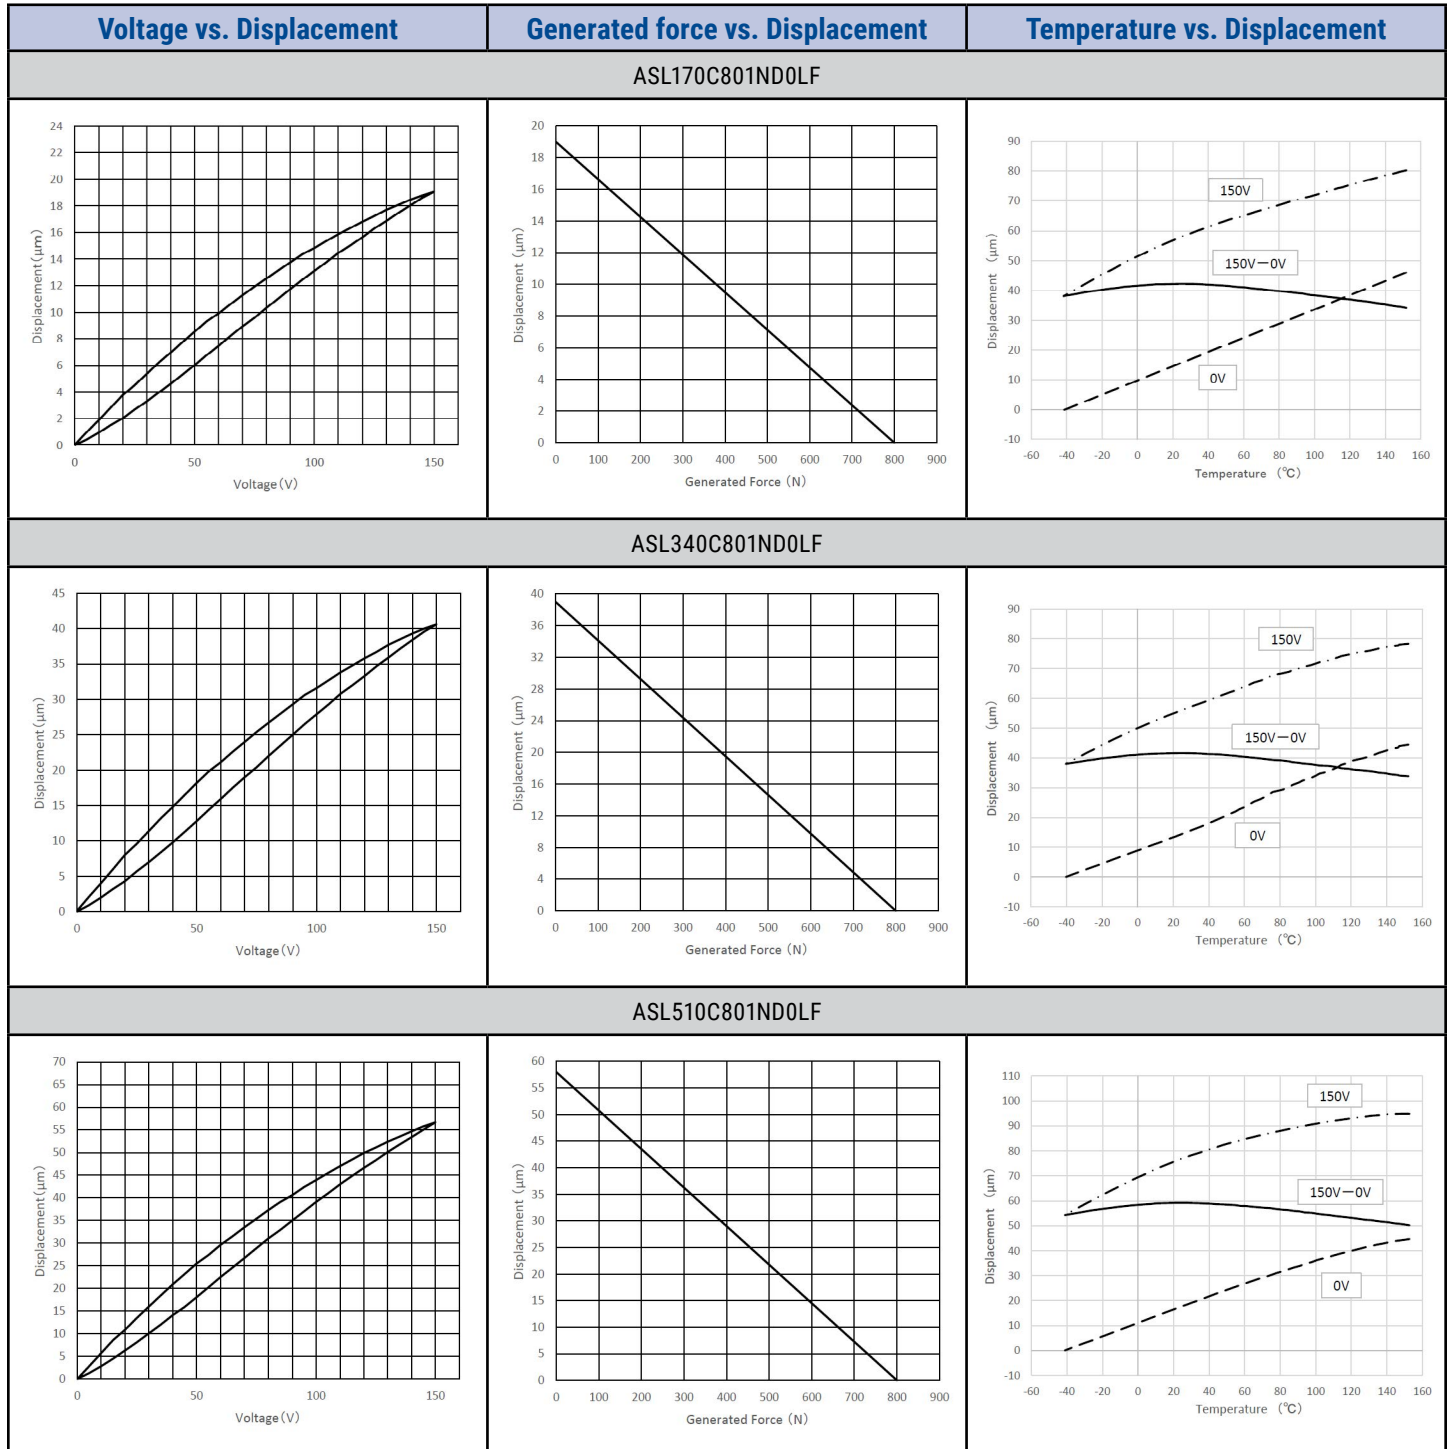 Voltage vs. Displacement
Generated force vs. Displacement
Temperature vs. Displacement
ASL170C801ND0LF
24
22
20
18
16
14
12
10
8
6
4
2
0
Displacement(μm)
0 50 100 150
Voltage(V)
20
18
16
14
12
10
8
6
4
2
0
Displacement (μm)
0 100 200 300 400 500 600 700 800 900
Generated Force (N)
90
80
70
60
50
40
30
20
10
0
-10
Displacement (μm)
150V
150V－0V
0V
-60 -40 -20 0 20 40 60 80 100 120 140 160
Temperature (℃)
ASL340C801ND0LF
45
40
35
30
25
20
15
10
5
0
Displacement(μm)
0 50 100 150
Voltage(V)
40
36
32
28
24
20
16
12
8
4
0
Displacement (μm)
0 100 200 300 400 500 600 700 800 900
Generated Force (N)
90
80
70
60
50
40
30
20
10
0
-10
Displacement (μm)
150V
150V－0V
0V
-60 -40 -20 0 20 40 60 80 100 120 140 160
Temperature (℃)
ASL510C801ND0LF
70
65
60
55
50
45
40
35
30
25
20
15
10
5
0
Displacement(μm)
0 50 100 150
Voltage(V)
60
55
50
45
40
35
30
25
20
15
10
5
0
Displacement (μm)
0 100 200 300 400 500 600 700 800 900
Generated Force (N)
110
100
90
80
70
60
50
40
30
20
10
0
-10
Displacement (μm)
150V
150V－0V
0V
-60 -40 -20 0 20 40 60 80 100 120 140 160
Temperature (℃)